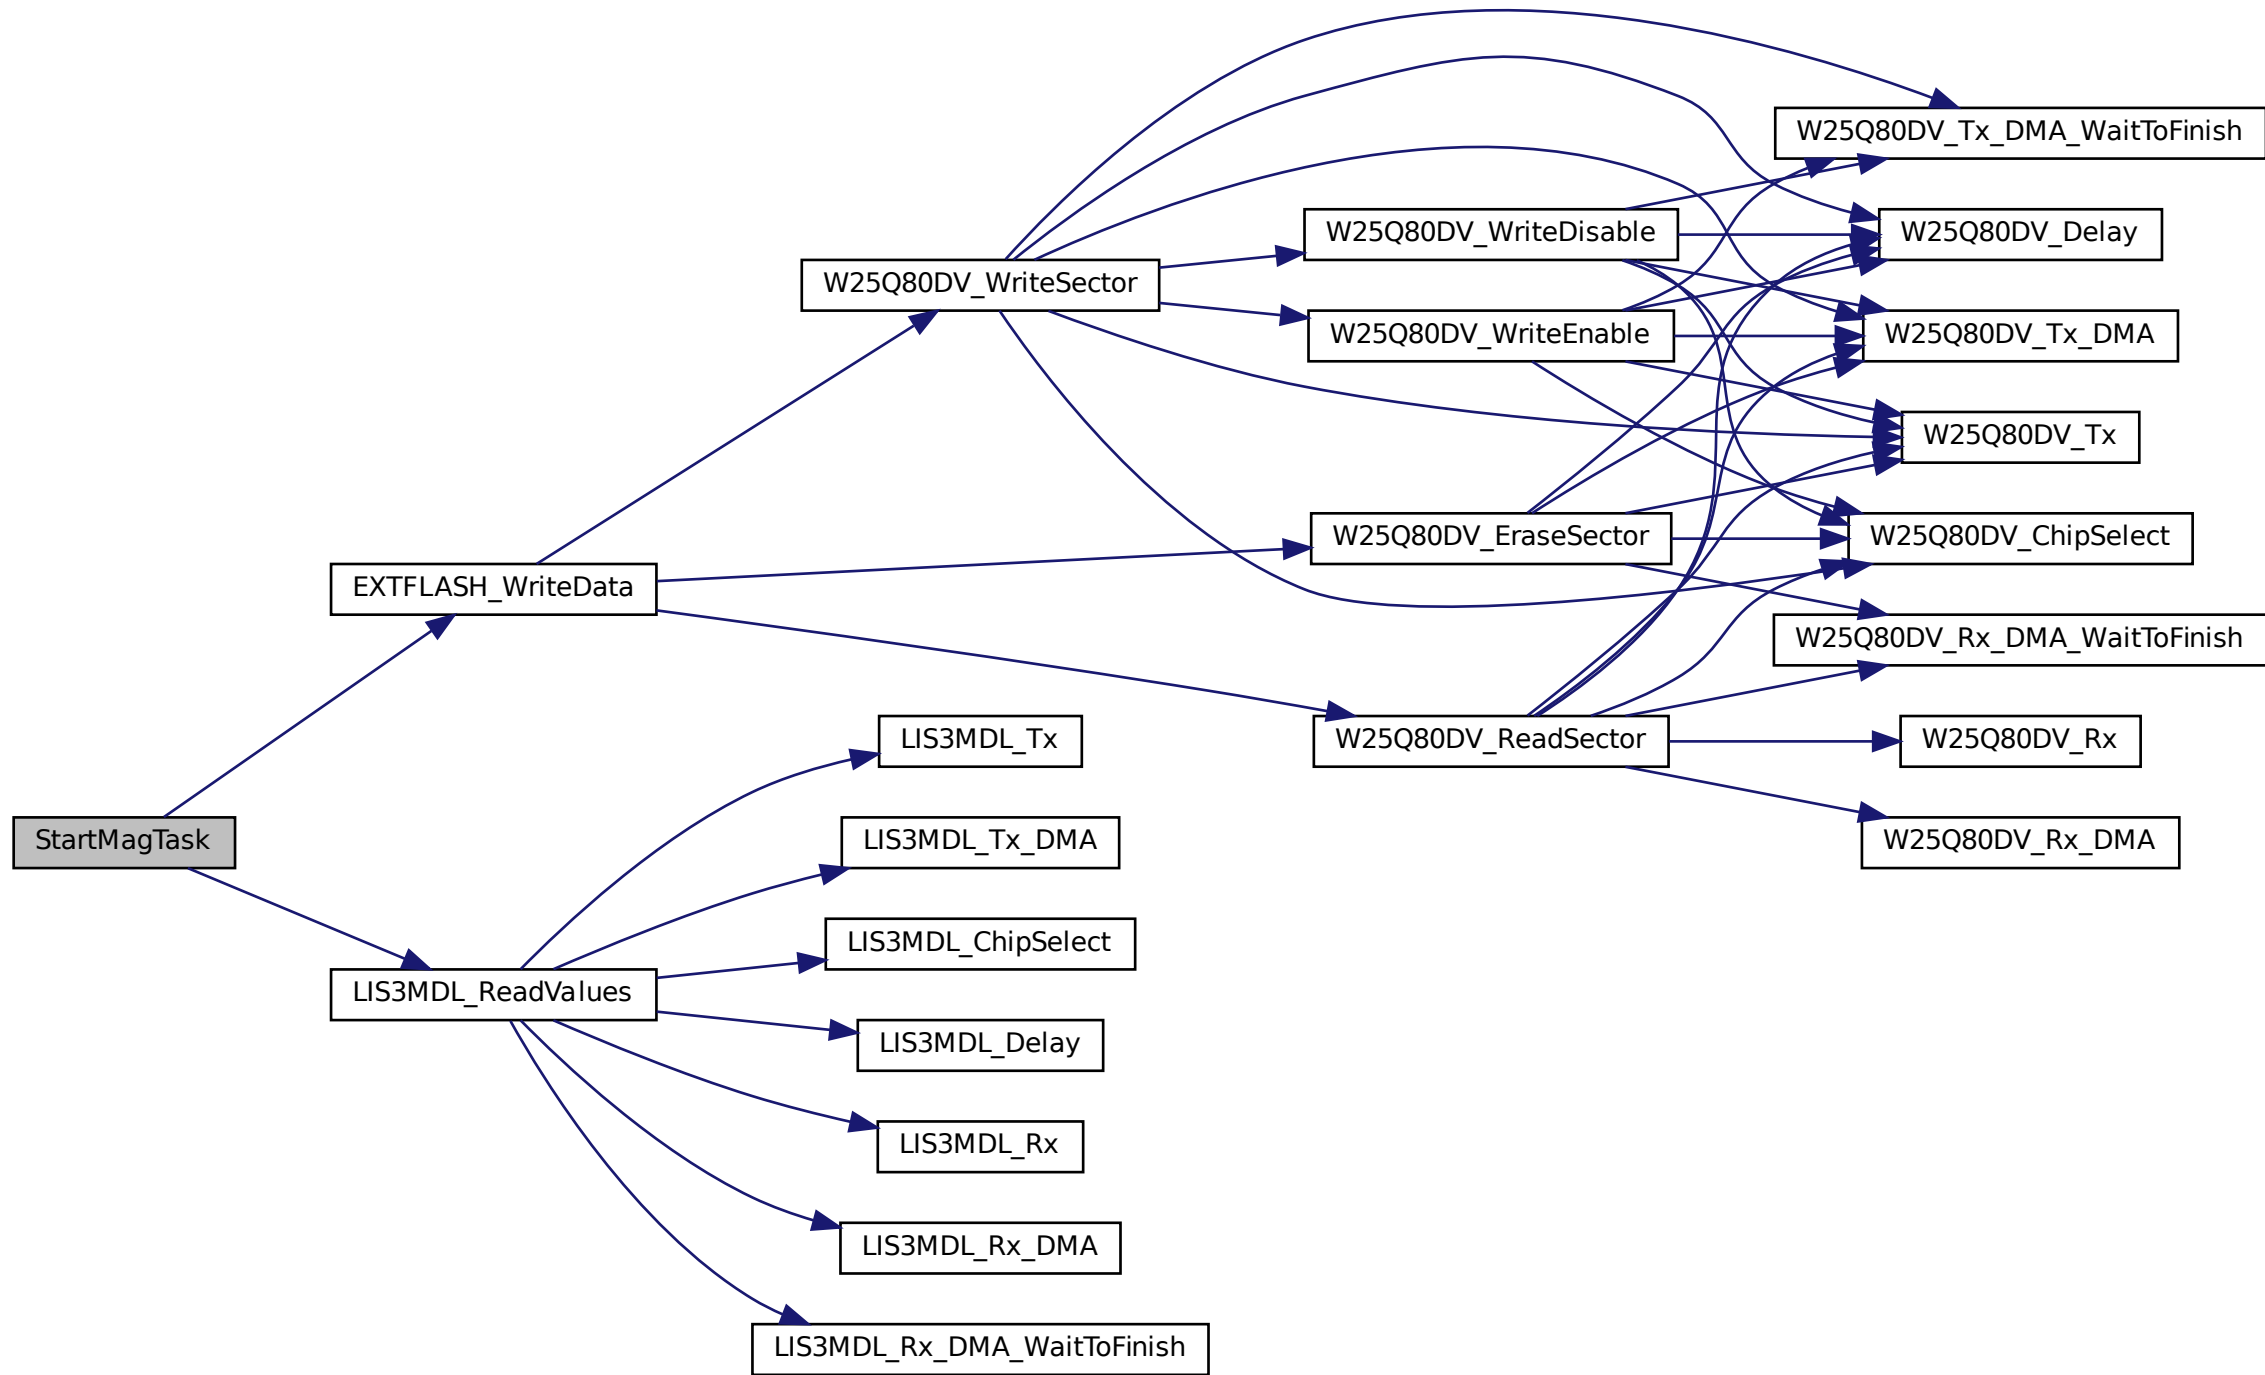 W25Q80DV_Tx_DMA_WaitToFinish
W25Q80DV_WriteDisable
W25Q80DV_Delay
W25Q80DV_WriteSector
W25Q80DV_WriteEnable
W25Q80DV_Tx_DMA
W25Q80DV_Tx
W25Q80DV_EraseSector
W25Q80DV_ChipSelect
EXTFLASH_WriteData
W25Q80DV_Rx_DMA_WaitToFinish
LIS3MDL_Tx
W25Q80DV_ReadSector
W25Q80DV_Rx
StartMagTask
LIS3MDL_Tx_DMA
W25Q80DV_Rx_DMA
LIS3MDL_ChipSelect
LIS3MDL_ReadValues
LIS3MDL_Delay
LIS3MDL_Rx
LIS3MDL_Rx_DMA
LIS3MDL_Rx_DMA_WaitToFinish